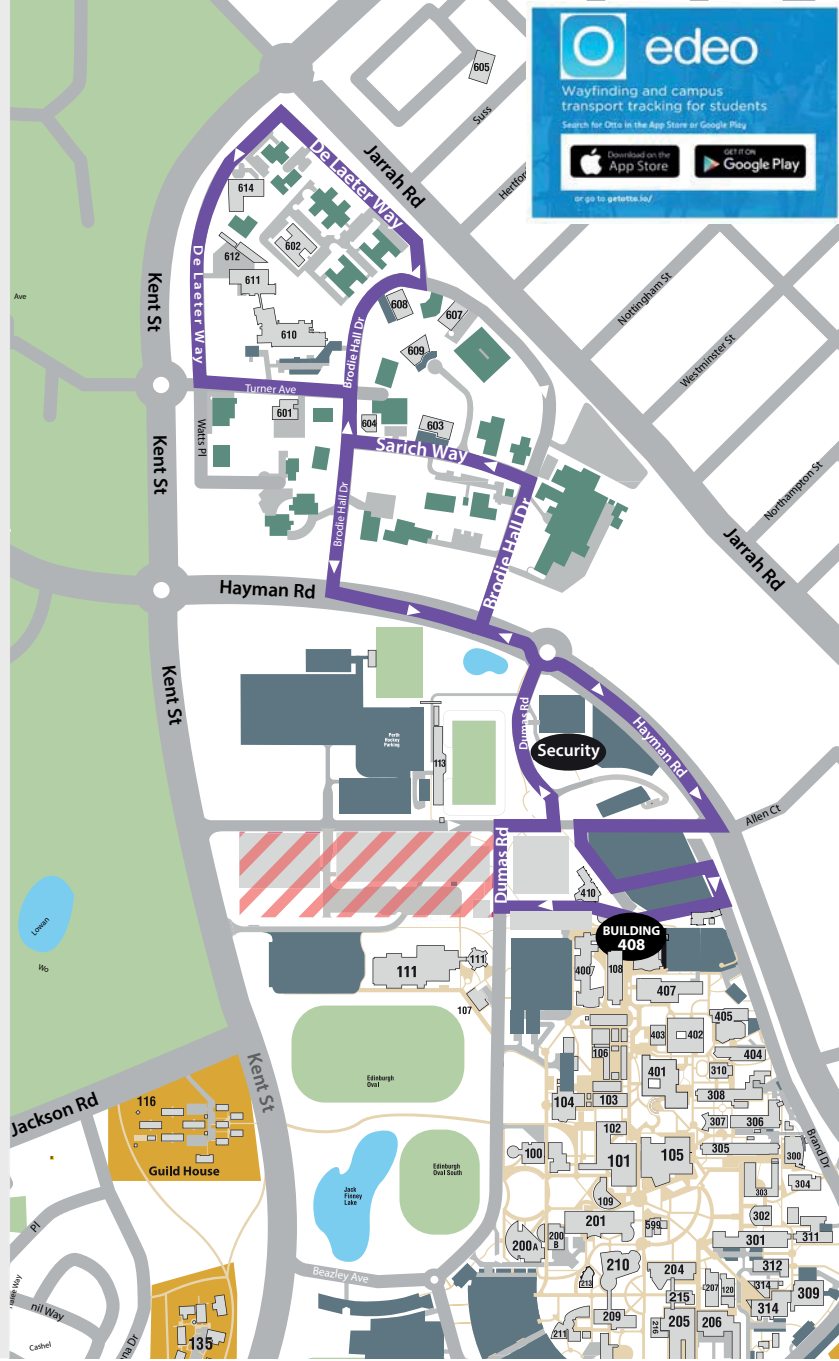 edeo
Wayfinding and campus
transport tracking for students
Search for Otto in the App Store or Google Play
Download on the
App Store
GET IT ON
Google Play
or go to getotto.io/
605
Suss
Jarrah Rd
De Laeter Way
610
614
602
612
611
De Laeter Way
Kent St
Ave
Nottingham St
608
607
610
Brodie Hall Dr
609
Westminster St
Turner Ave
601
604
603
Watts Pl
Kent St
Sarich Way
Northampton St
Brodie Hall Dr
Brodie Hall Dr
Jarrah Rd
Hayman Rd
Kent St
Dumas Rd
Security
Hayman Rd
Perth
Hockey
Parking
113
Allen Ct
Dumas Rd
410
Lowan
Wo
BUILDING
408
111
111
400
108
407
107
405
403
402
404
106
Edinburgh
Oval
401
310
Kent St
308
104
103
Jackson Rd
116
307
306
102
Brand Dr
305
100
101
105
300
Guild House
Edinburgh
Oval South
303
304
Jack
Finney
Lake
109
302
201
599
200
A
200
B
301
311
Pl
210
204
312
Beazley Ave
213
207
120
314
309
215
314
nil Way
209
205
206
216
211
Cashel
na Dr
135